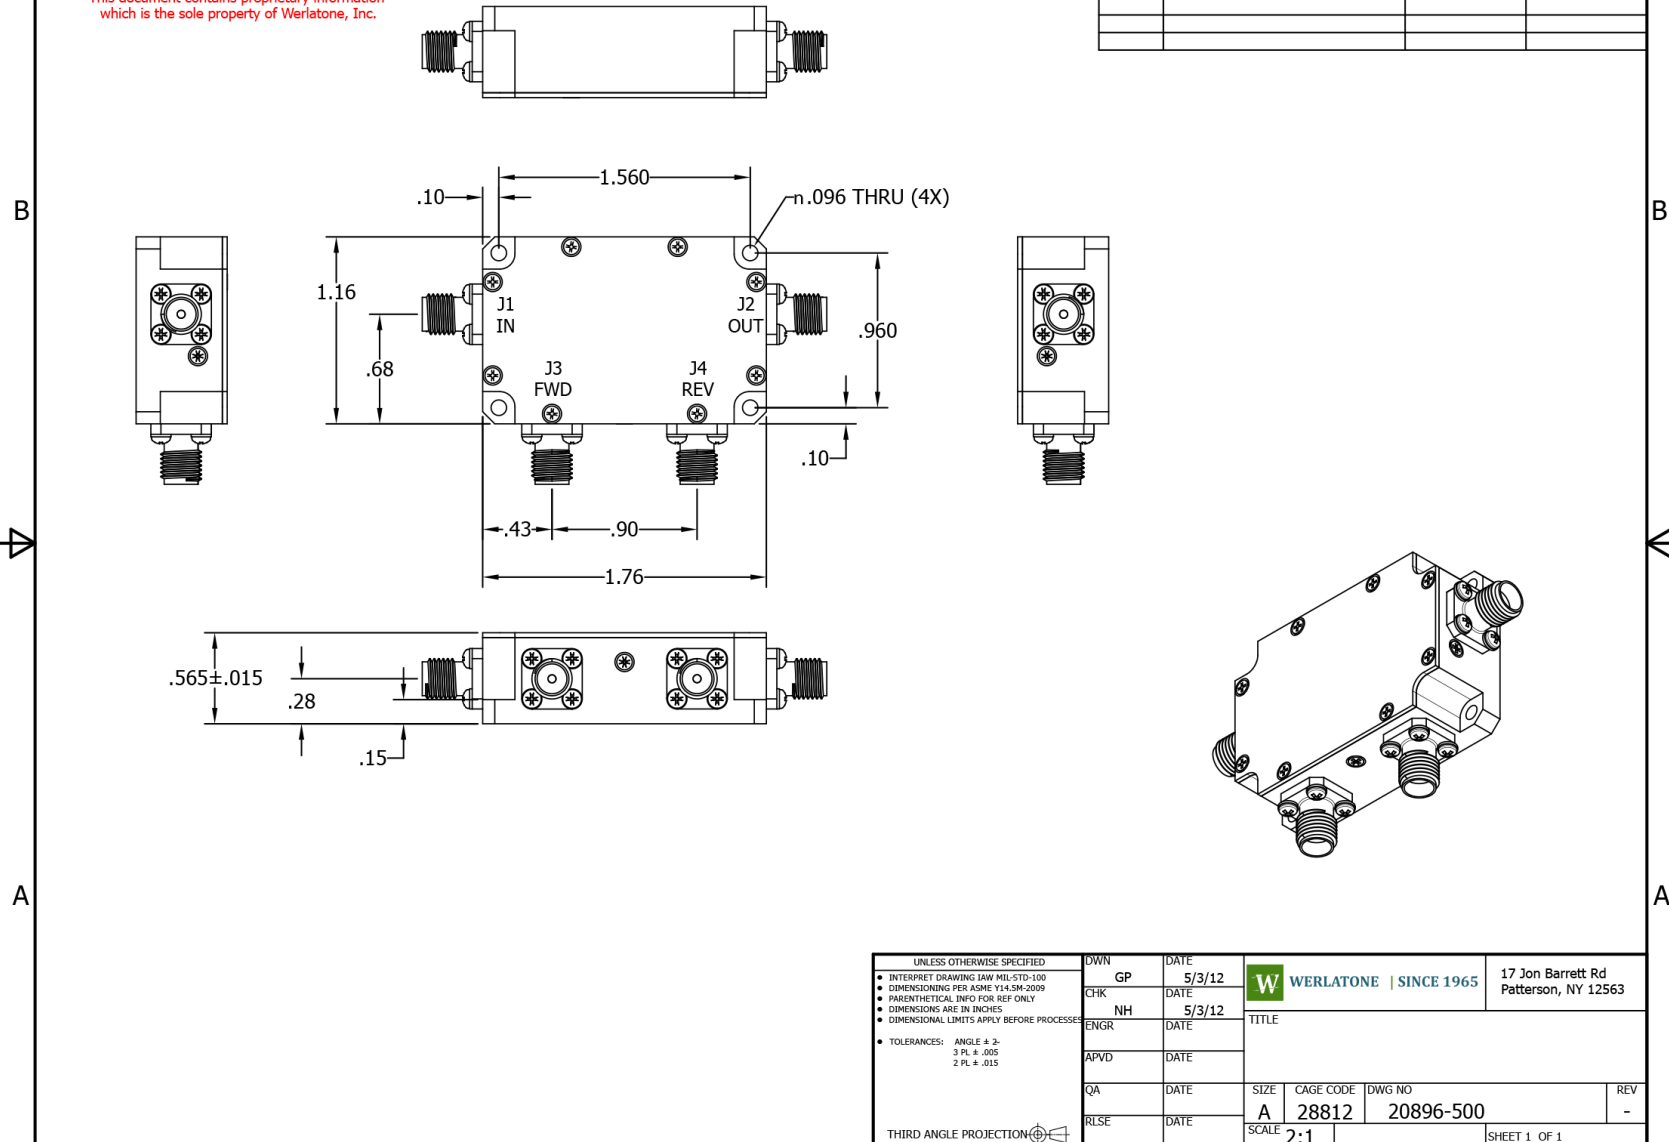 This document contains proprietary information
which is the sole property of Werlatone, Inc.
B
B
1.560
.10
n.096 THRU (4X)
1.16
J1
IN
J2
OUT
.960
.68
J3
FWD
J4
REV
.10
.43
.90
1.76
.565±.015
.28
.15
A
A
UNLESS OTHERWISE SPECIFIED
INTERPRET DRAWING IAW MIL-STD-100
DIMENSIONING PER ASME Y14.5M-2009
PARENTHETICAL INFO FOR REF ONLY
DIMENSIONS ARE IN INCHES
DIMENSIONAL LIMITS APPLY BEFORE PROCESSES
TOLERANCES: ANGLE ± 2
3 PL ± .005
2 PL ± .015
THIRD ANGLE PROJECTION
DWN
GP
DATE
5/3/12
CHK
NH
DATE
5/3/12
ENGR
DATE
APVD
DATE
QA
DATE
RLSE
DATE
W
WERLATONE | SINCE 1965
17 Jon Barrett Rd
Patterson, NY 12563
TITLE
SIZE
A
CAGE CODE
28812
DWG NO
20896-500
REV
-
SCALE 2:1
SHEET 1 OF 1